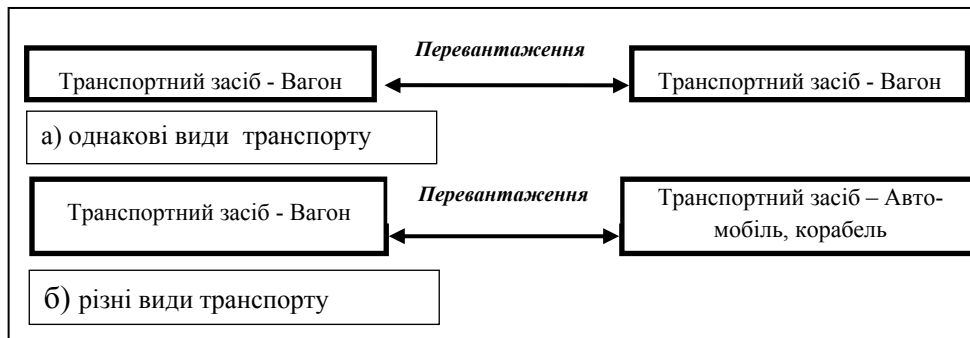 Перевантаження
Транспортний засіб - Вагон
Транспортний засіб - Вагон
а) однакові види транспорту
Перевантаження
Транспортний засіб - Вагон
Транспортний засіб – Авто-
мобіль, корабель
б) різні види транспорту